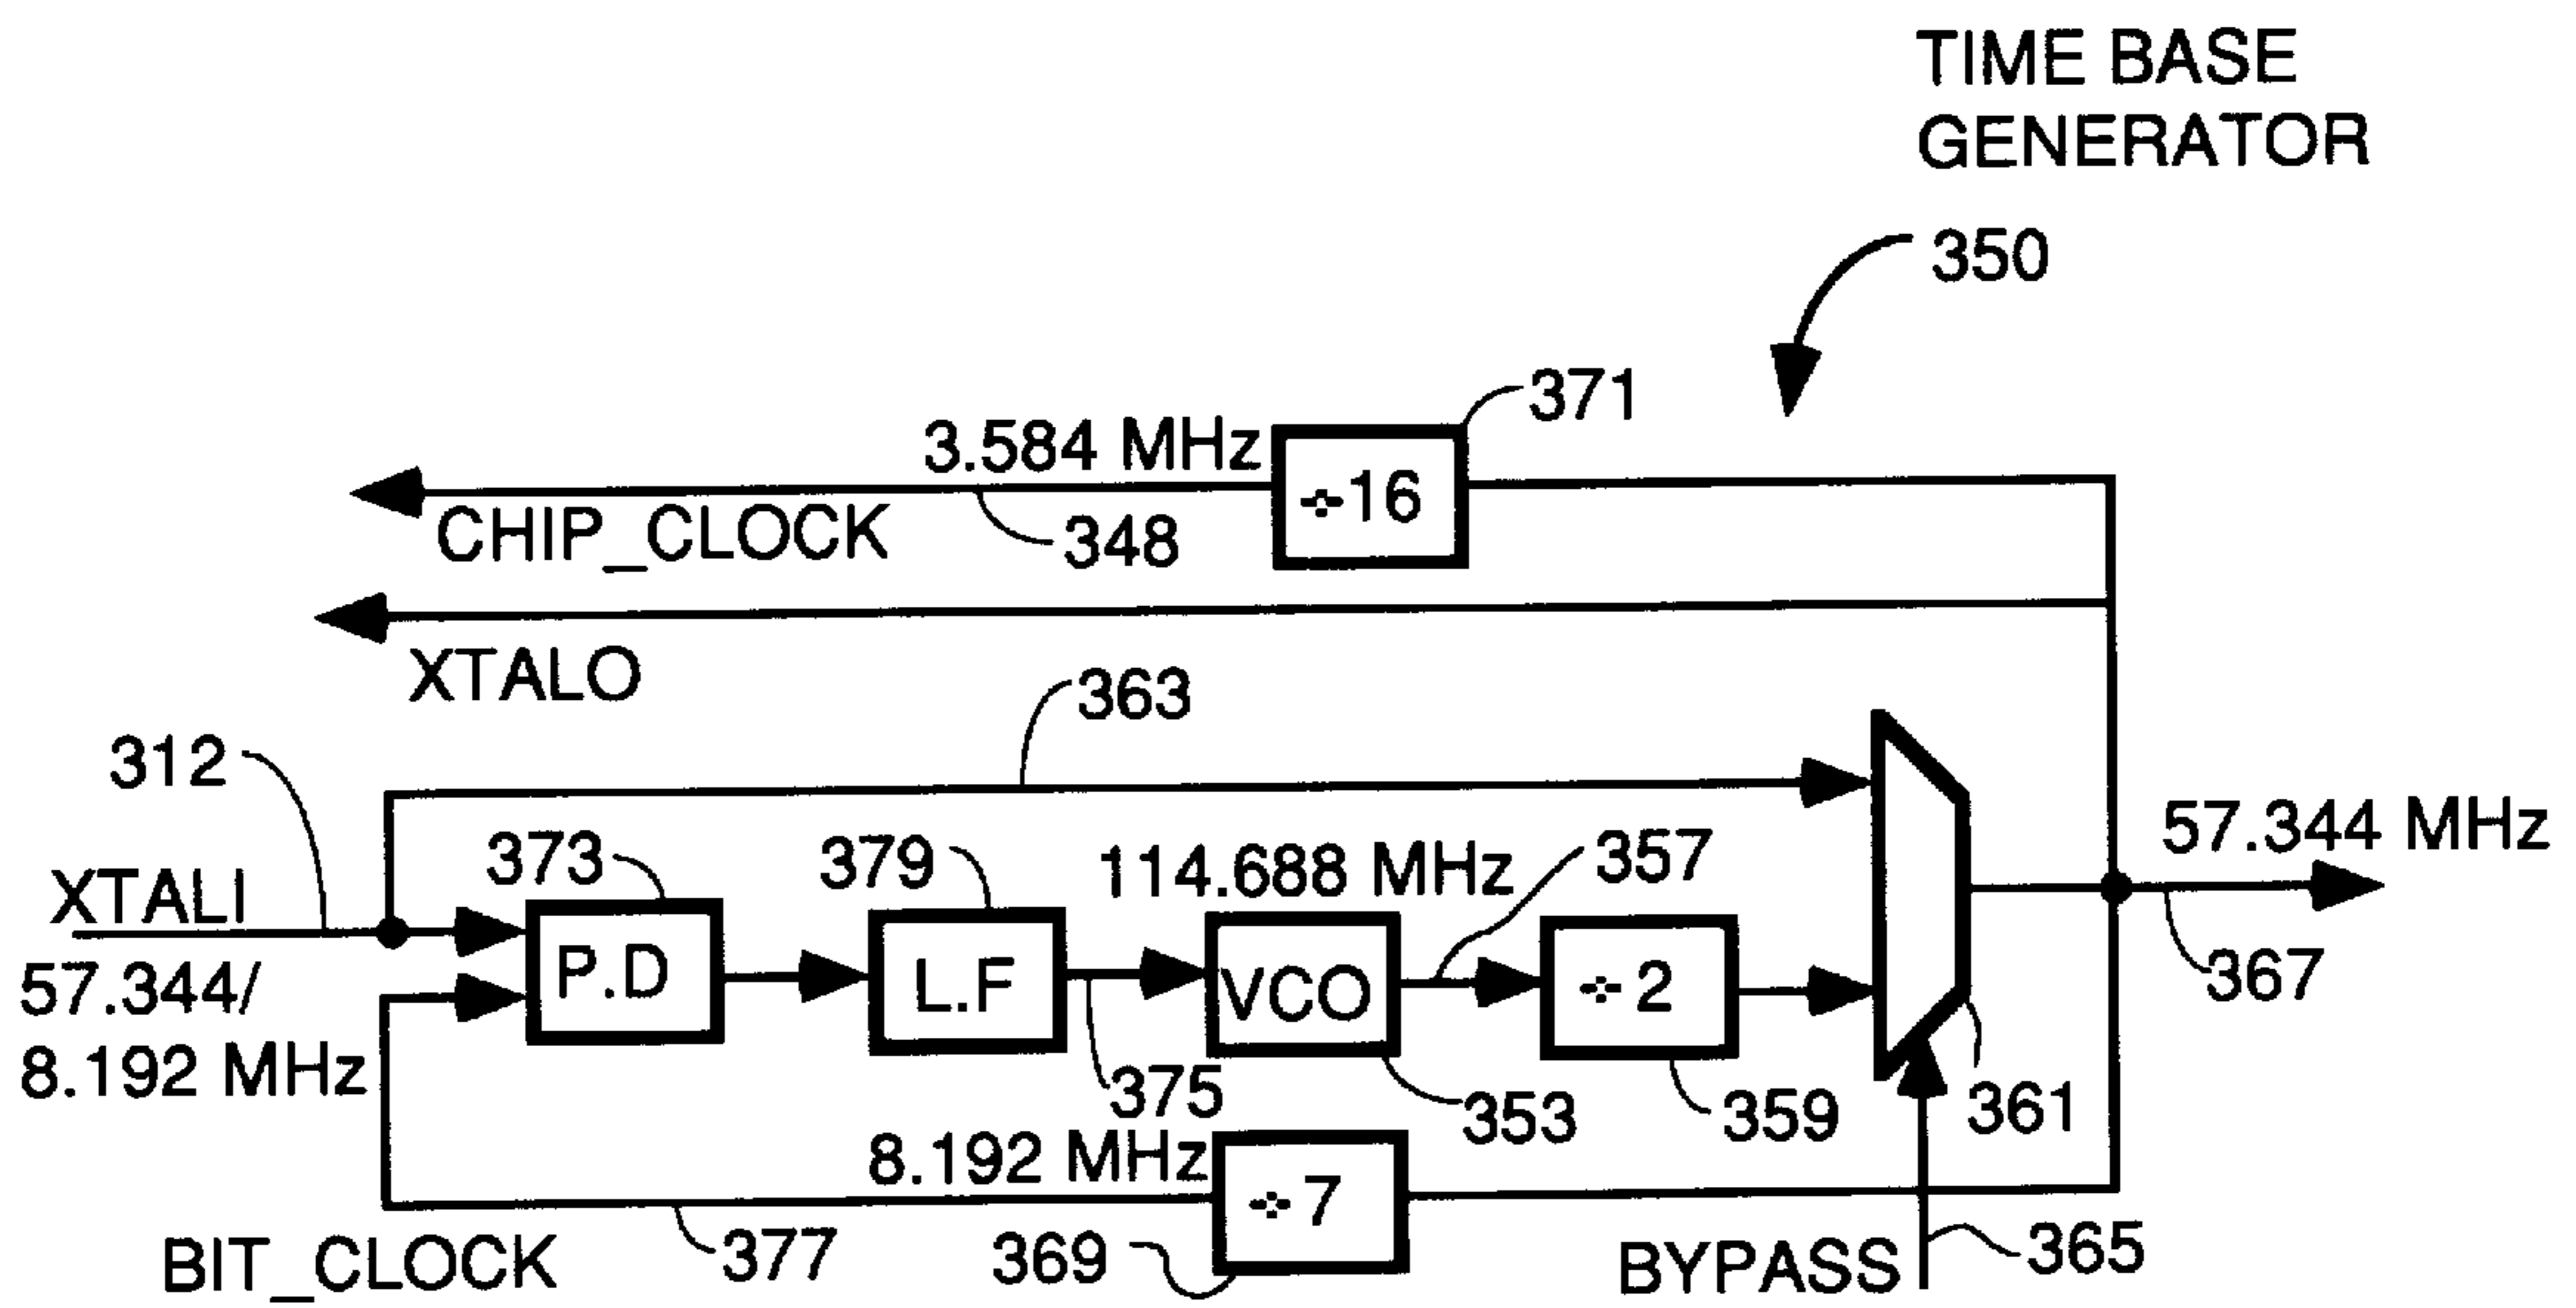 TIME BASE
GENERATOR
350
371
3.584 MHz
÷16
CHIP_CLOCK
348
XTALO
363
312
57.344 MHz
373
379
114.688 MHz
357
XTALI
P.D
L.F
VCO
÷2
367
57.344/
8.192 MHz
375
353
359
361
8.192 MHz
÷7
BIT_CLOCK
377
369
BYPASS
365